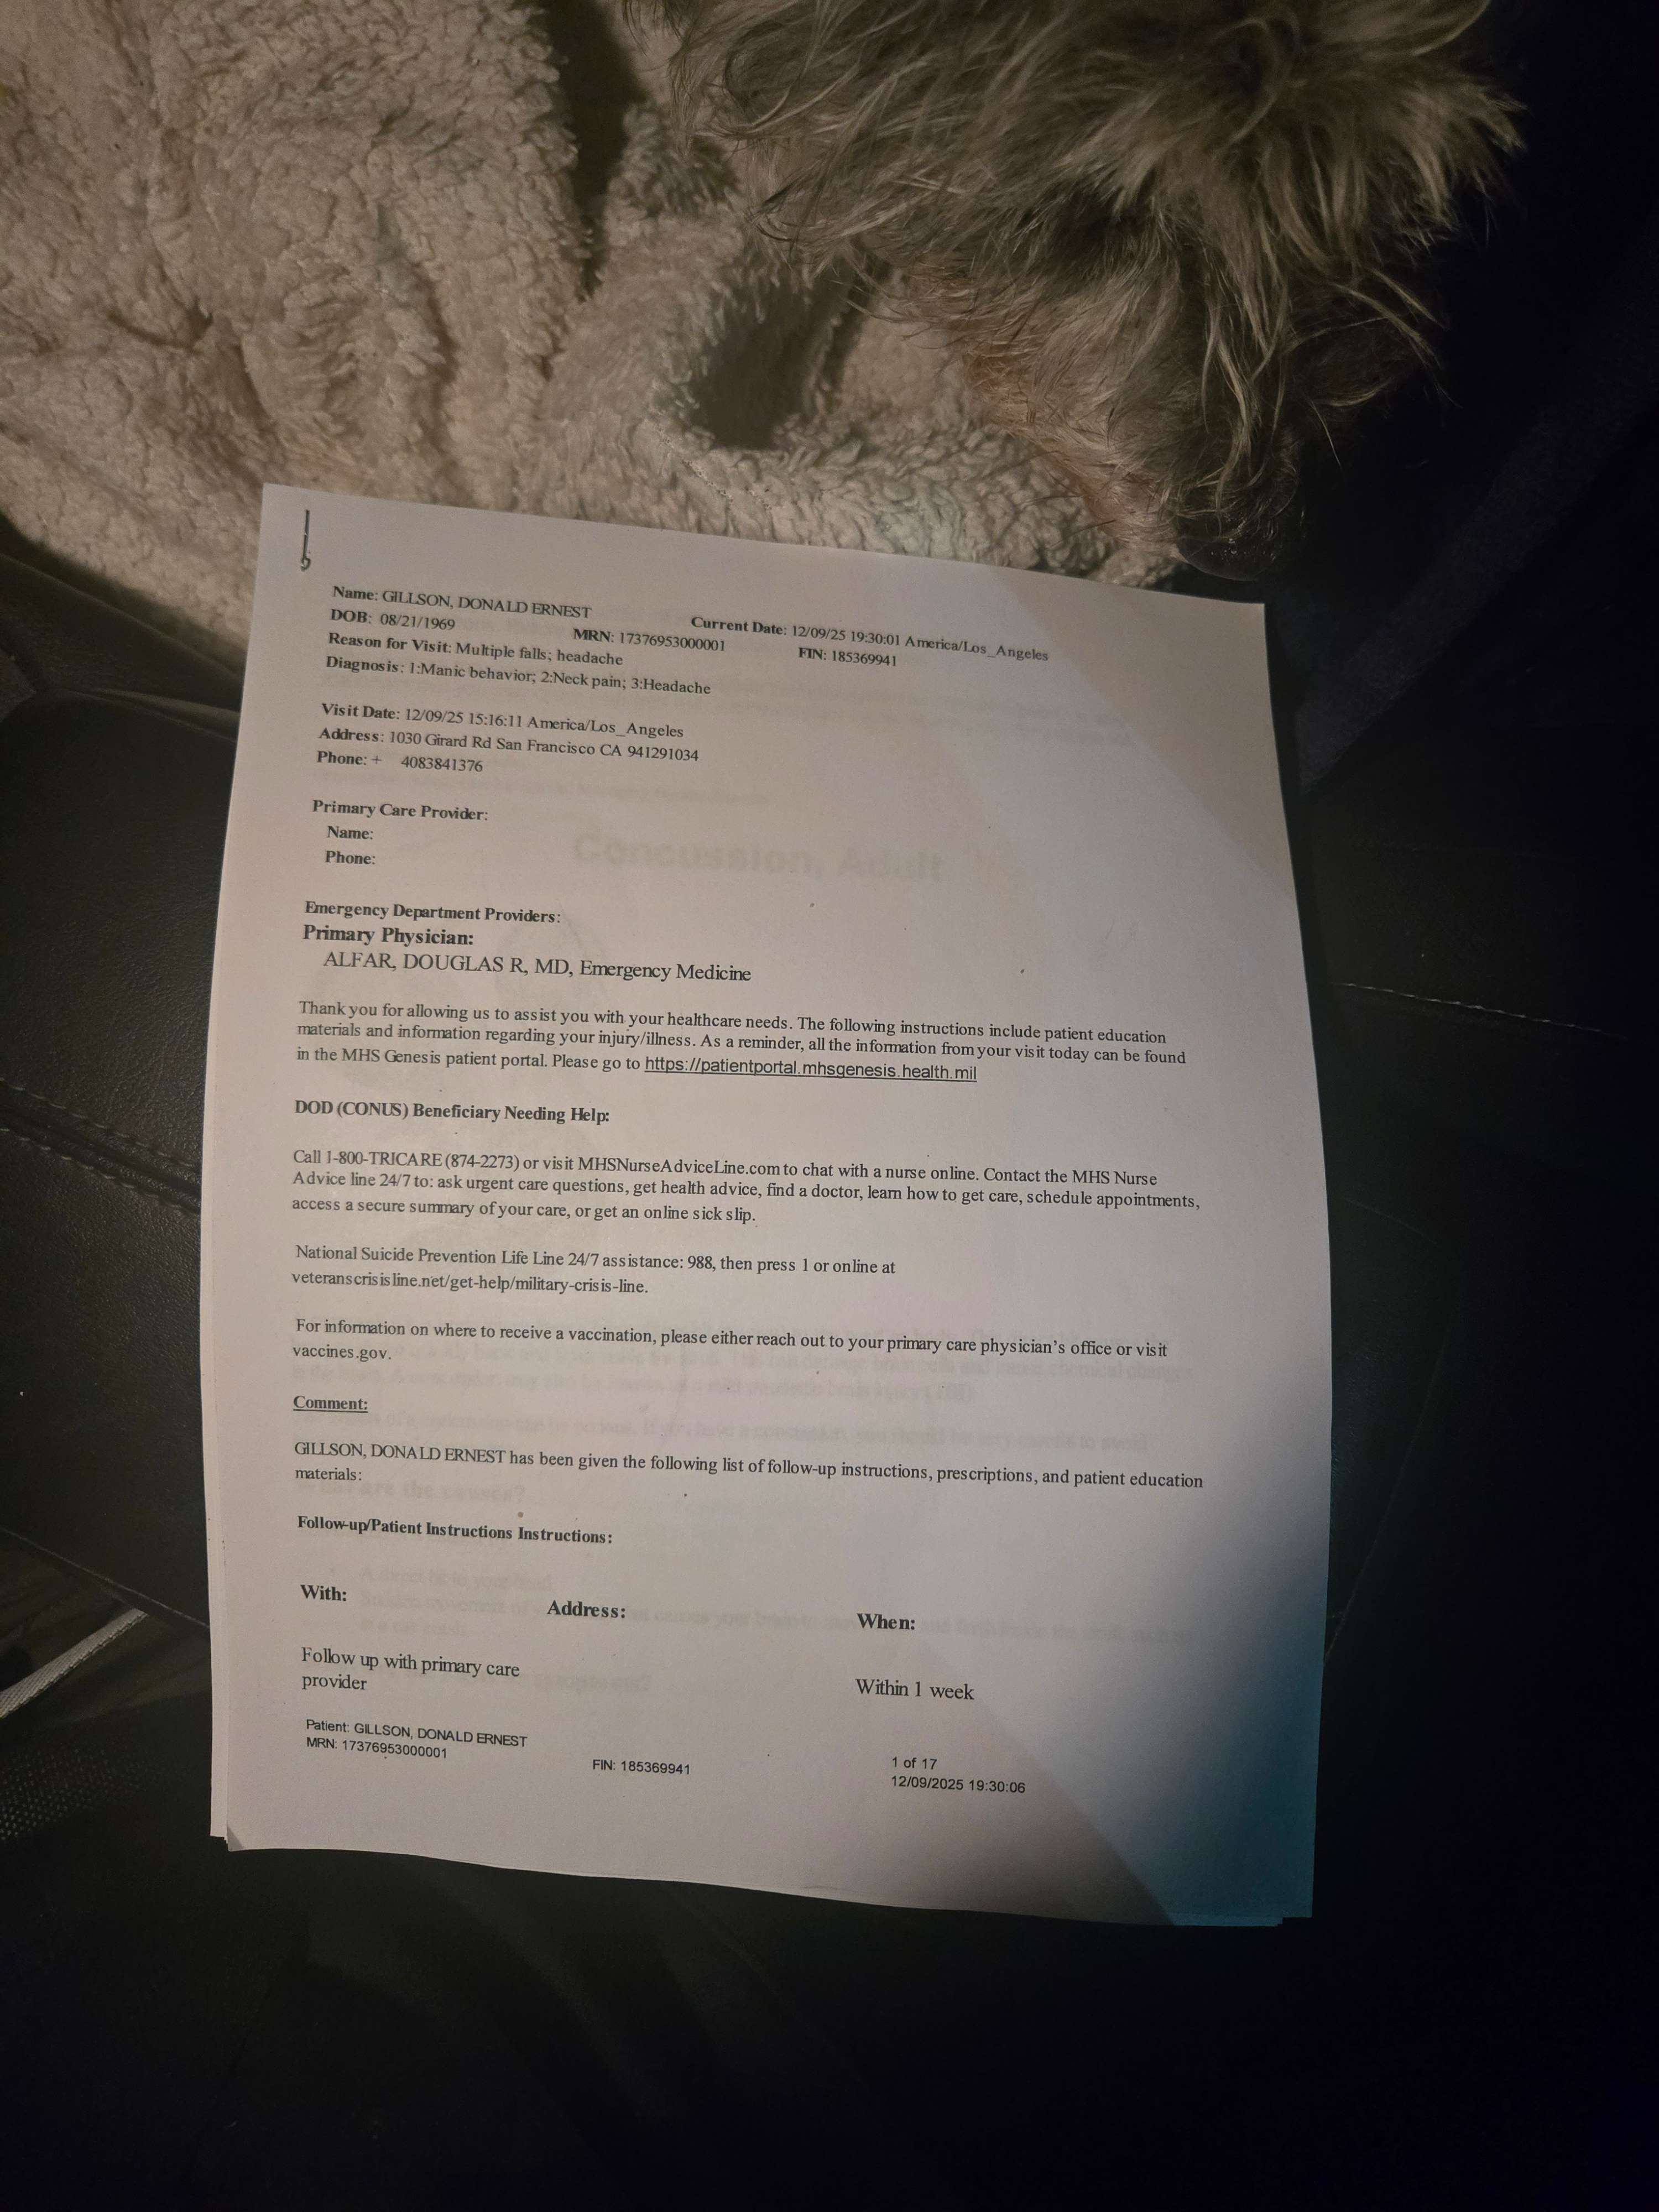 Name: GILLSON, DONALD ERNEST
Current Date: 12/09/25 19:30:01 America/Los_Angeles
DOB: 08/21/1969
MRN: 17376953000001
FIN: 185369941
Reason for Visit: Multiple falls; headache
Diagnosis: 1:Manic behavior; 2:Neck pain; 3:Headache
Visit Date: 12/09/25 15:16:11 America/Los_Angeles
Address: 1030 Girard Rd San Francisco CA 941291034
Phone: + 4083841376
Primary Care Provider:
Name:
Phone:
Concussion, Adult
Emergency Department Providers:
Primary Physician:
ALFAR, DOUGLAS R, MD, Emergency Medicine
Thank you for allowing us to assist you with your healthcare needs. The following instructions include patient education
materials and information regarding your injury/illness. As a reminder, all the information from your visit today can be found
in the MHS Genesis patient portal. Please go to https://patientportal.mhsgenesis.health.mil
DOD (CONUS) Beneficiary Needing Help:
Call 1-800-TRICARE (874-2273) or visit MHSNurseAdviceLine.com to chat with a nurse online. Contact the MHS Nurse
Advice line 24/7 to: ask urgent care questions, get health advice, find a doctor, learn how to get care, schedule appointments,
access a secure summary of your care, or get an online sick slip.
National Suicide Prevention Life Line 24/7 assistance: 988, then press 1 or online at
veteranscrisisline.net/get-help/military-crisis-line.
For information on where to receive a vaccination, please either reach out to your primary care physician's office or visit
vaccines.gov.
Comment:
GILLSON, DONALD ERNEST has been given the following list of follow-up instructions, prescriptions, and patient education
materials:
Follow-up/Patient Instructions Instructions:
With:
Address:
When:
Follow up with primary care
provider
Within 1 week
Patient: GILLSON, DONALD ERNEST
MRN: 17376953000001
FIN: 185369941
1 of 17
12/09/2025 19:30:06